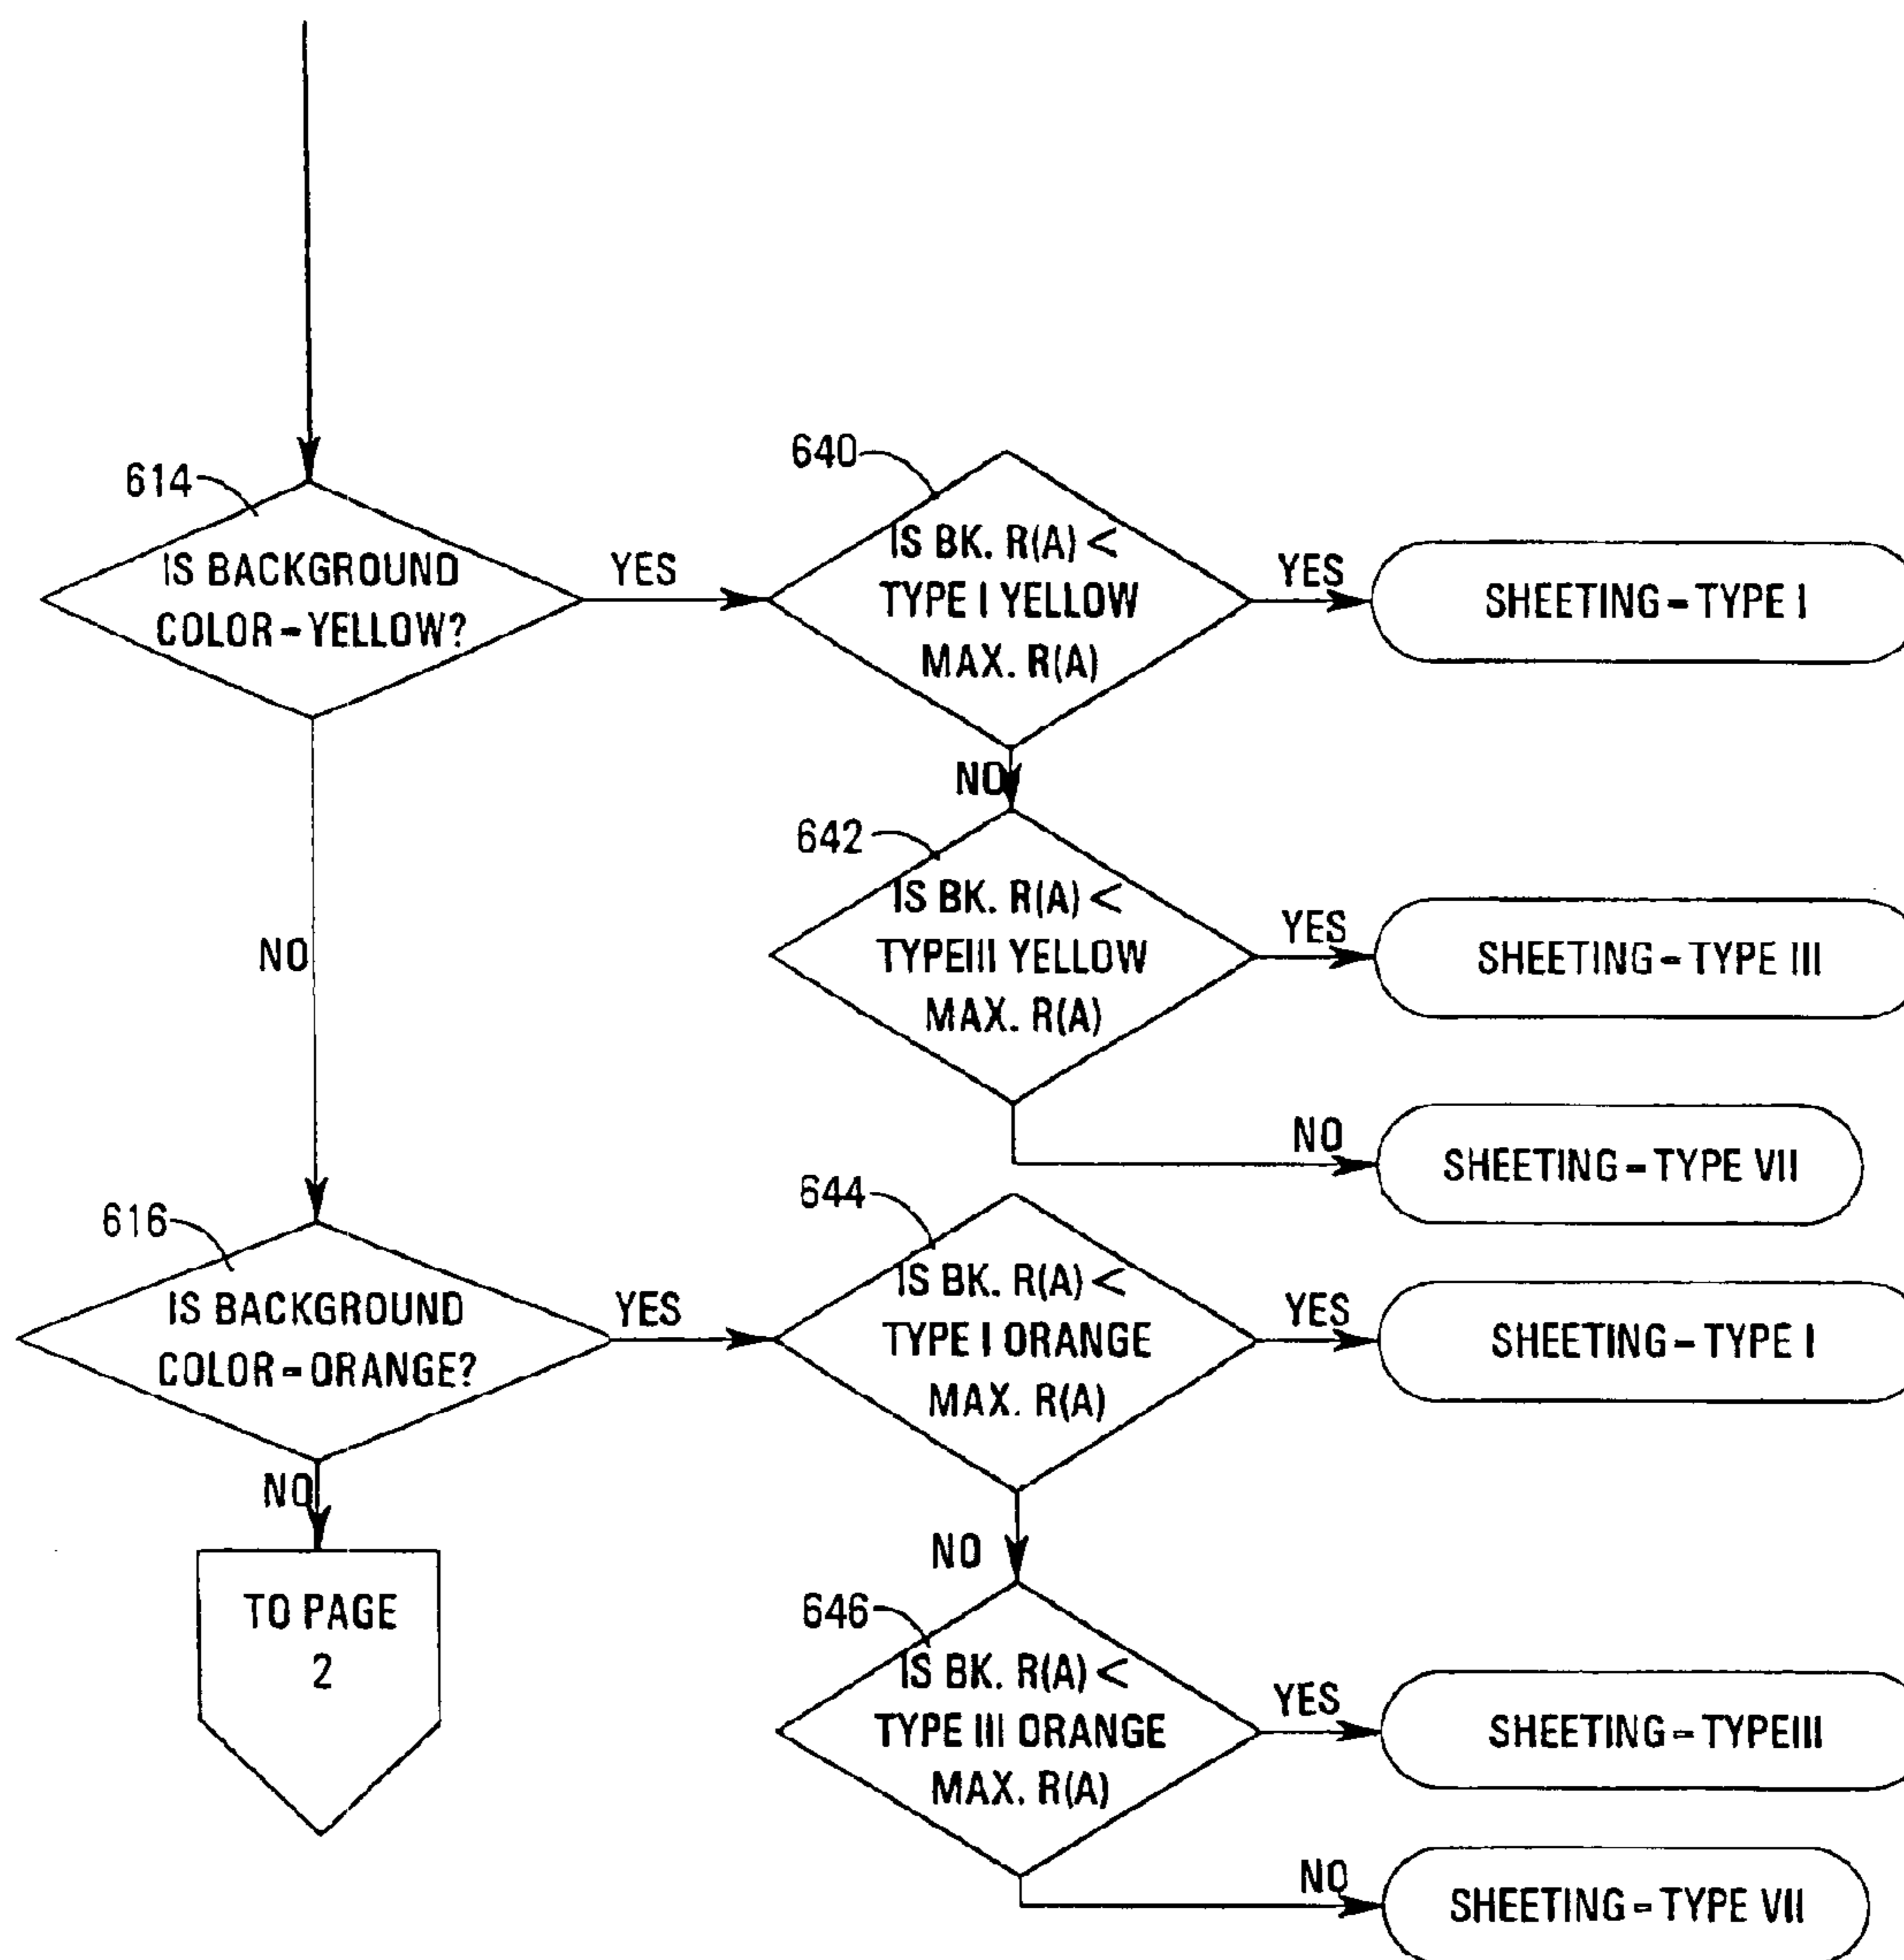 614
IS BACKGROUND
COLOR=YELLOW?
YES
640
IS BK. R(A) <
TYPE I YELLOW
MAX. R(A)
YES
SHEETING=TYPE I
NO
642
IS BK. R(A) <
TYPEIII YELLOW
MAX. R(A)
YES
SHEETING=TYPE III
NO
SHEETING=TYPE VII
NO
616
IS BACKGROUND
COLOR=ORANGE?
YES
644
IS BK. R(A) <
TYPE I ORANGE
MAX. R(A)
YES
SHEETING=TYPE I
NO
TO PAGE
2
NO
646
IS BK. R(A) <
TYPE III ORANGE
MAX. R(A)
YES
SHEETING=TYPEIII
NO
SHEETING=TYPE VII